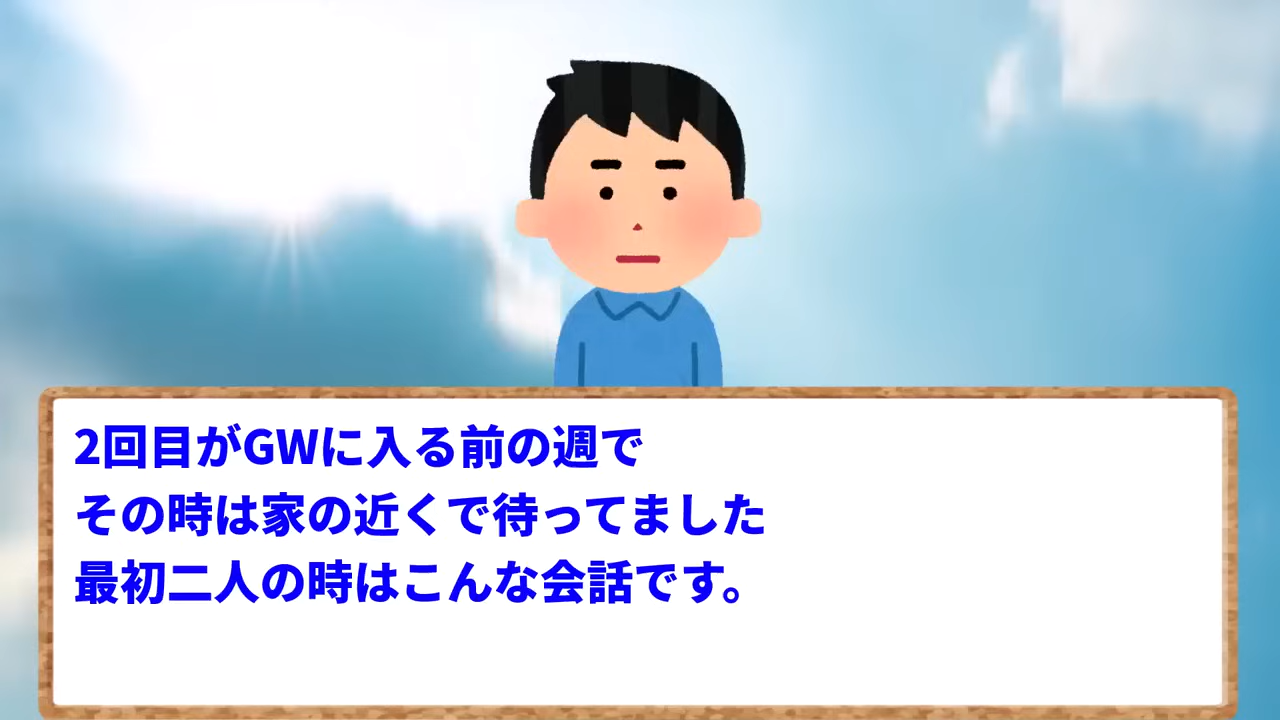 2回目がGWに入る前の週で
その時は家の近くで待ってました
最初二人の時はこんな会話です。